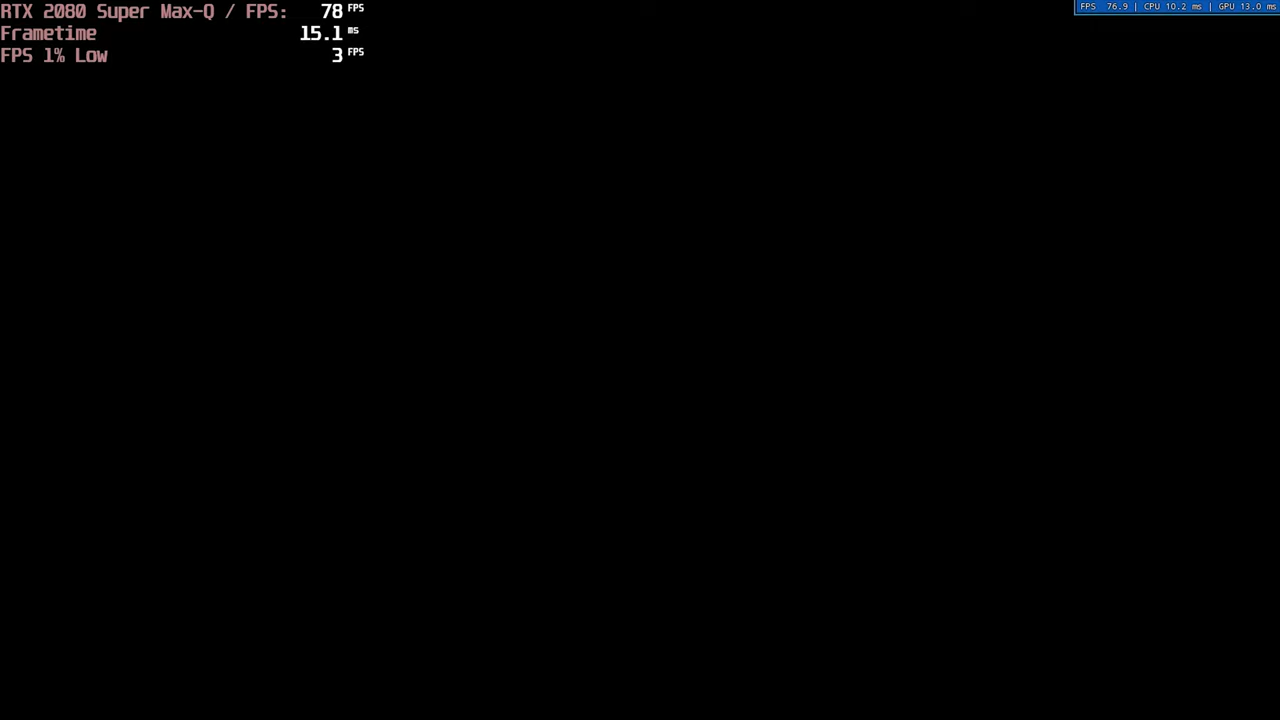 RTX 2080 Super Max-Q / FPS: 78 FPS
Frametime 15.1 ms
FPS 1% Low 3 FPS
FPS 76.9 | CPU 10.2 ms | GPU 13.0 ms